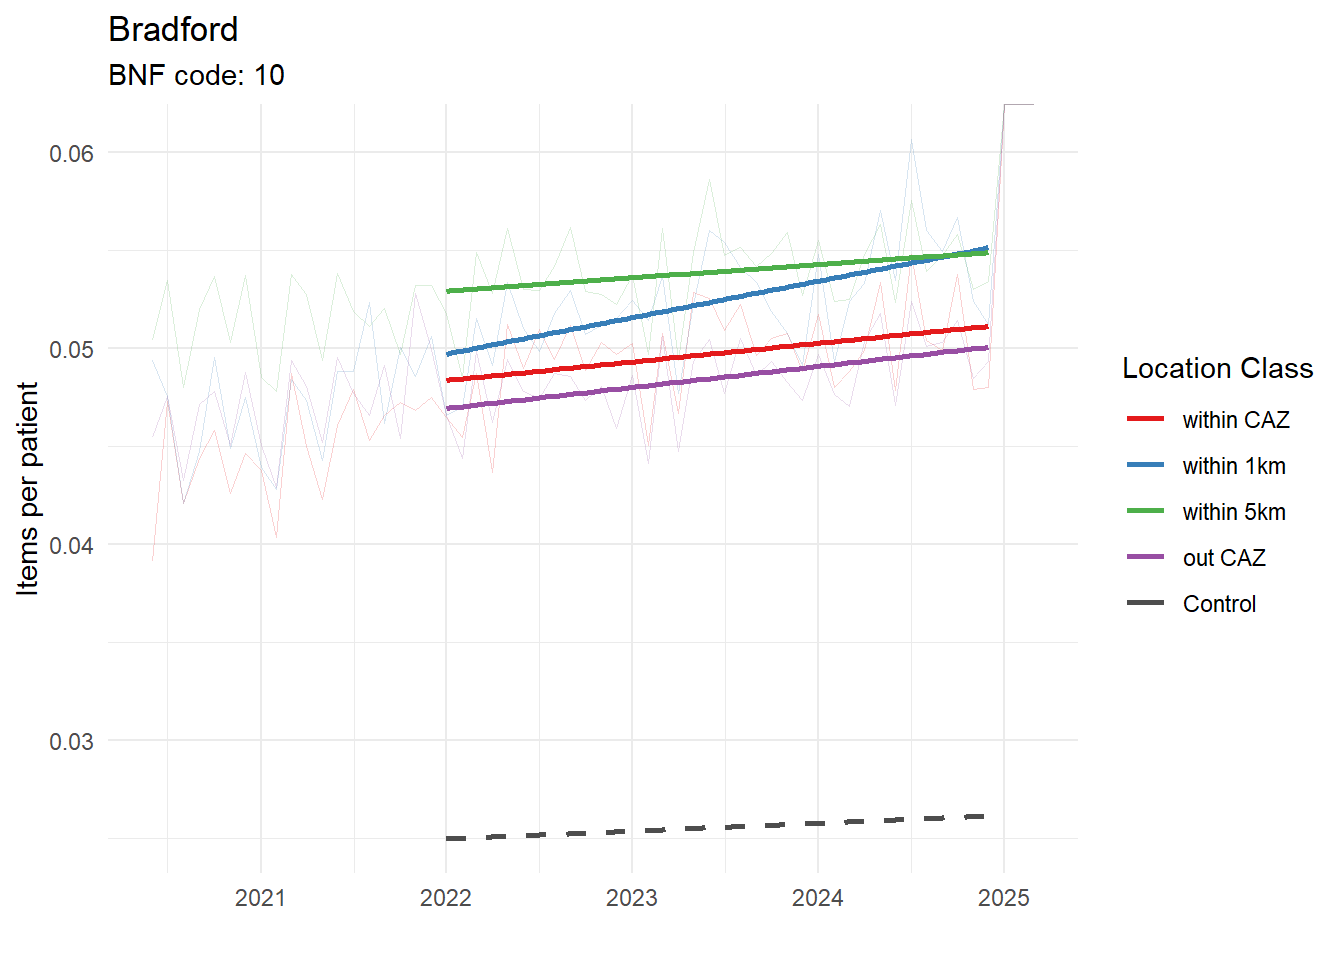 Bradford
BNF code: 10
Items per patient
0.06
0.05
0.04
0.03
2021
2022
2023
2024
2025
Location Class
within CAZ
within 1km
within 5km
out CAZ
Control